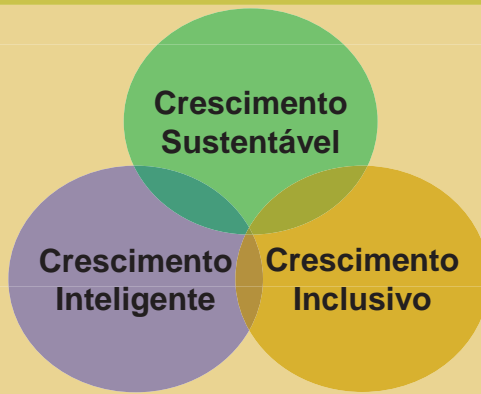 Crescimento
Sustentável
Crescimento
Inteligente
Crescimento
Inclusivo